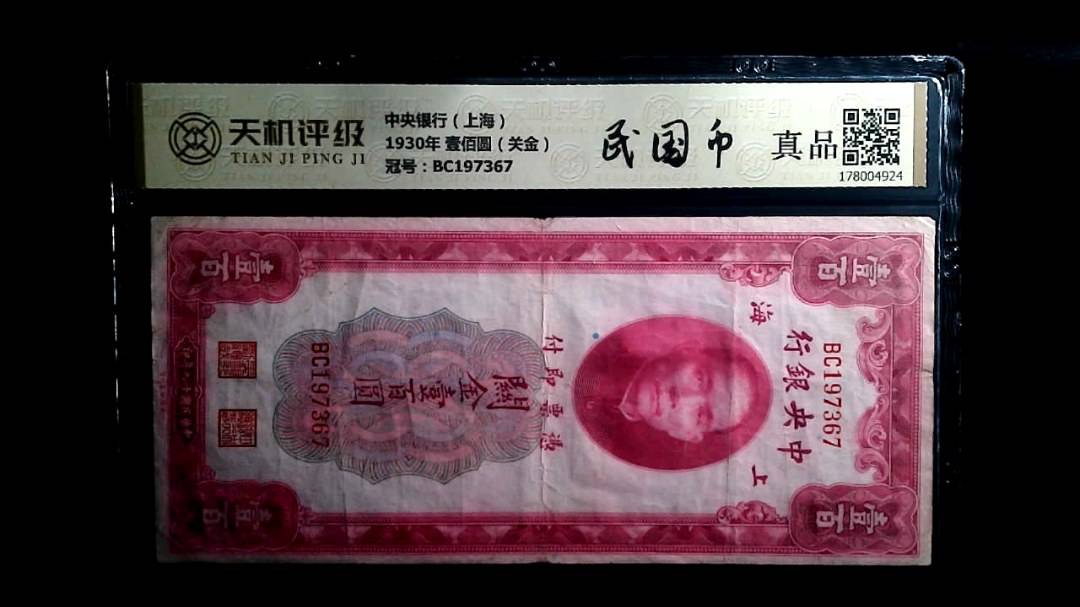 天机评级
TIAN JI PING JI
中央银行（上海）
1930年 壹佰圆（关金）
冠号：BC197367
民国币
真品
178004924
壹百
壹百
中央銀行
上海
BC197367
憑票即付
關金壹百圓
BC197367
壹百
壹百